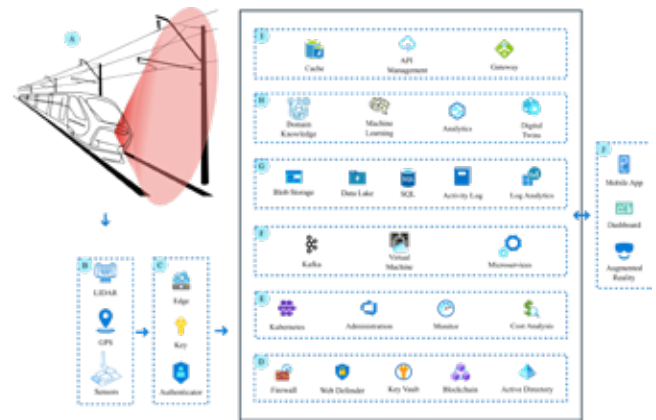 A
I
Cache
API
Management
Gateway
H
Domain
Knowledge
Machine
Learning
Analytics
Digital
Twins
G
Blob Storage
Data Lake
SQL
SQL
Activity Log
Log Analytics
J
Mobile App
Dashboard
Augmented
Reality
F
Kafka
Virtual
Machine
Microservices
B
LIDAR
GPS
Sensors
C
Edge
Key
Authenticator
E
Kubernetes
Administration
Monitor
Cost Analysis
D
Firewall
Web Defender
Key Vault
Blockchain
Active Directory